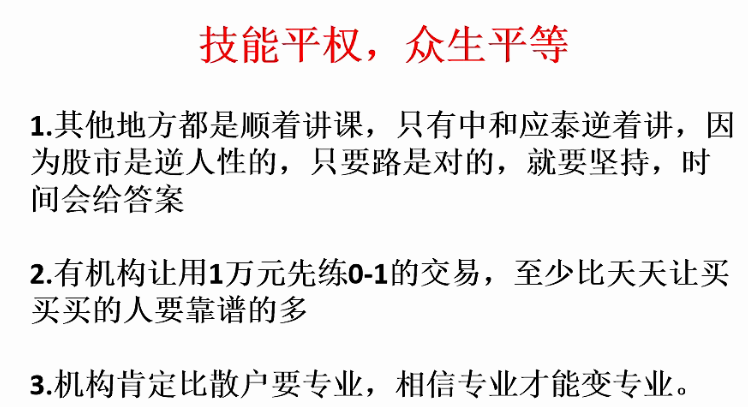 技能平权，众生平等
1.其他地方都是顺着讲课，只有中和应泰逆着讲，因
为股市是逆人性的，只要路是对的，就要坚持，时
间会给答案
2.有机构让用1万元先练0-1的交易，至少比天天让买
买买的人要靠谱的多
3.机构肯定比散户要专业，相信专业才能变专业。